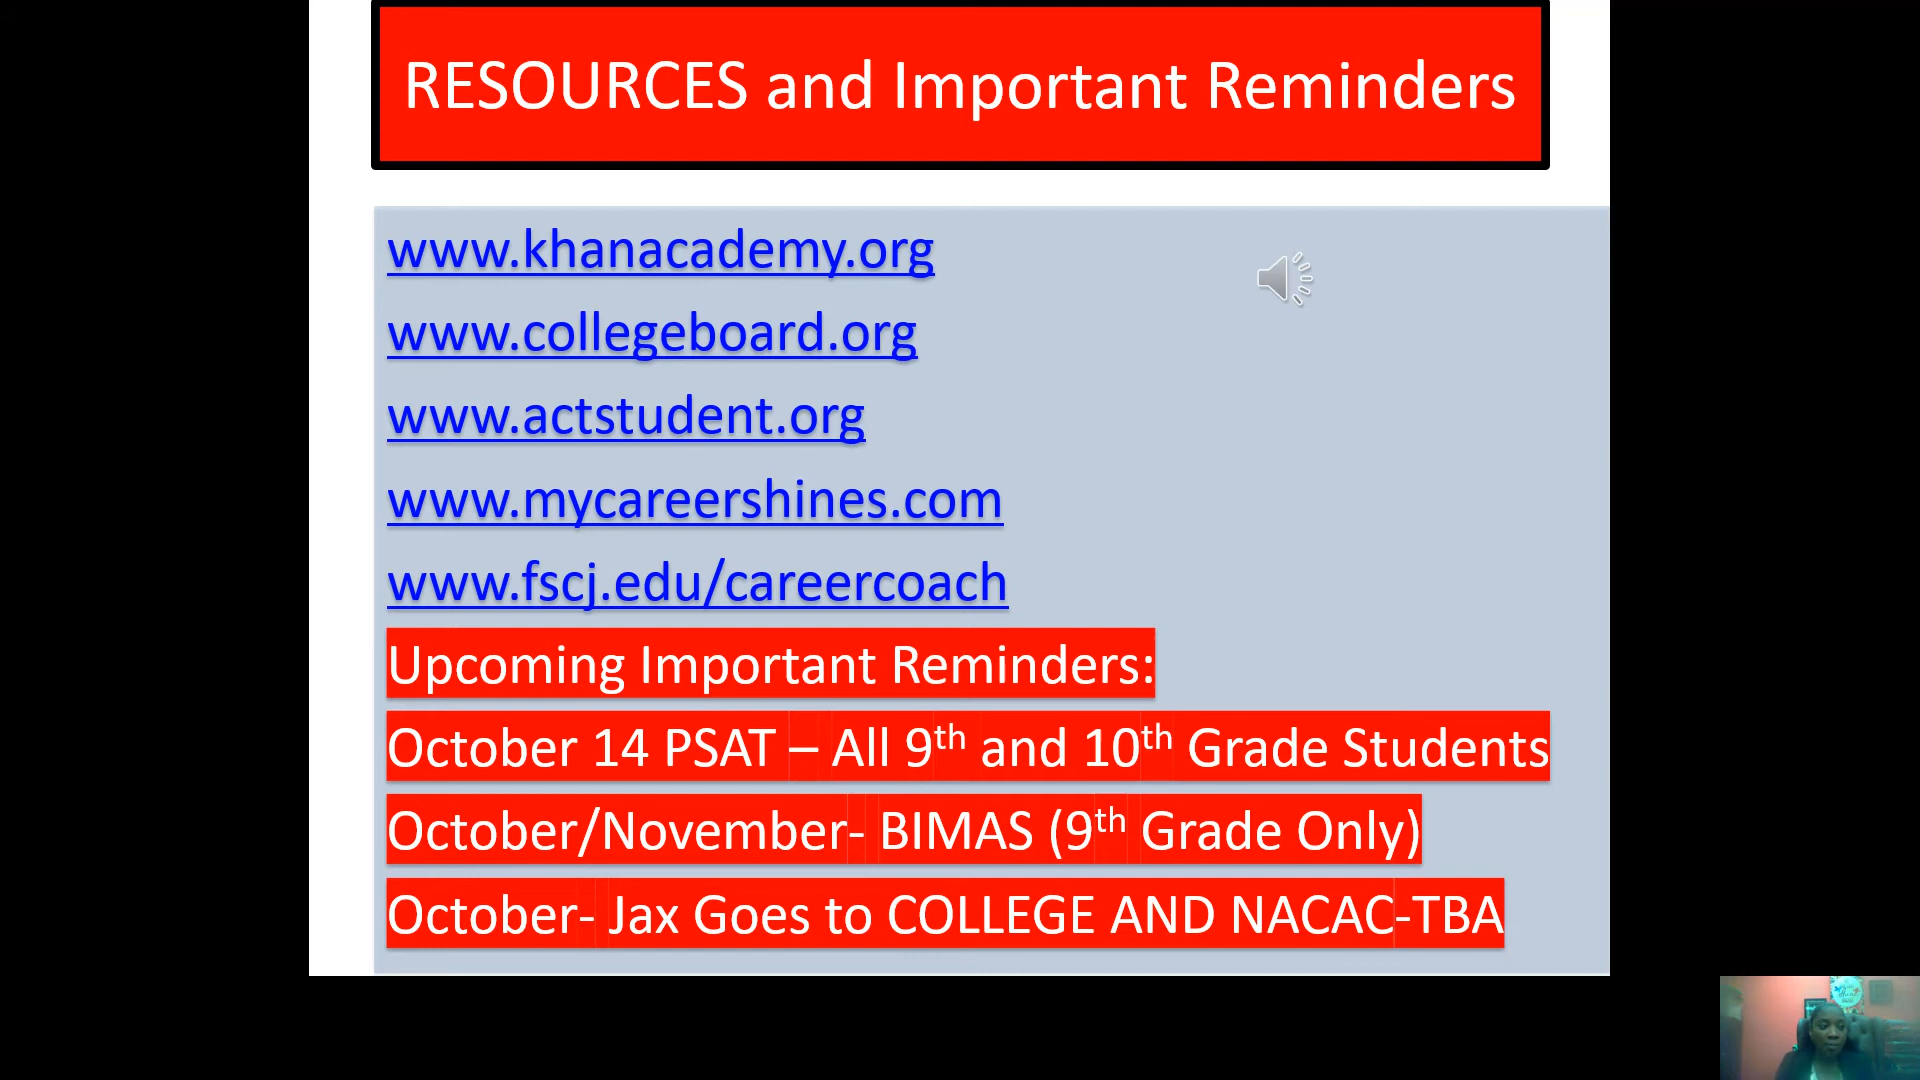 RESOURCES and Important Reminders
www.khanacademy.org
www.collegeboard.org
www.actstudent.org
www.mycareershines.com
www.fscj.edu/careercoach
Upcoming Important Reminders:
October 14 PSAT – All 9th and 10th Grade Students
October/November- BIMAS (9th Grade Only)
October- Jax Goes to COLLEGE AND NACAC-TBA